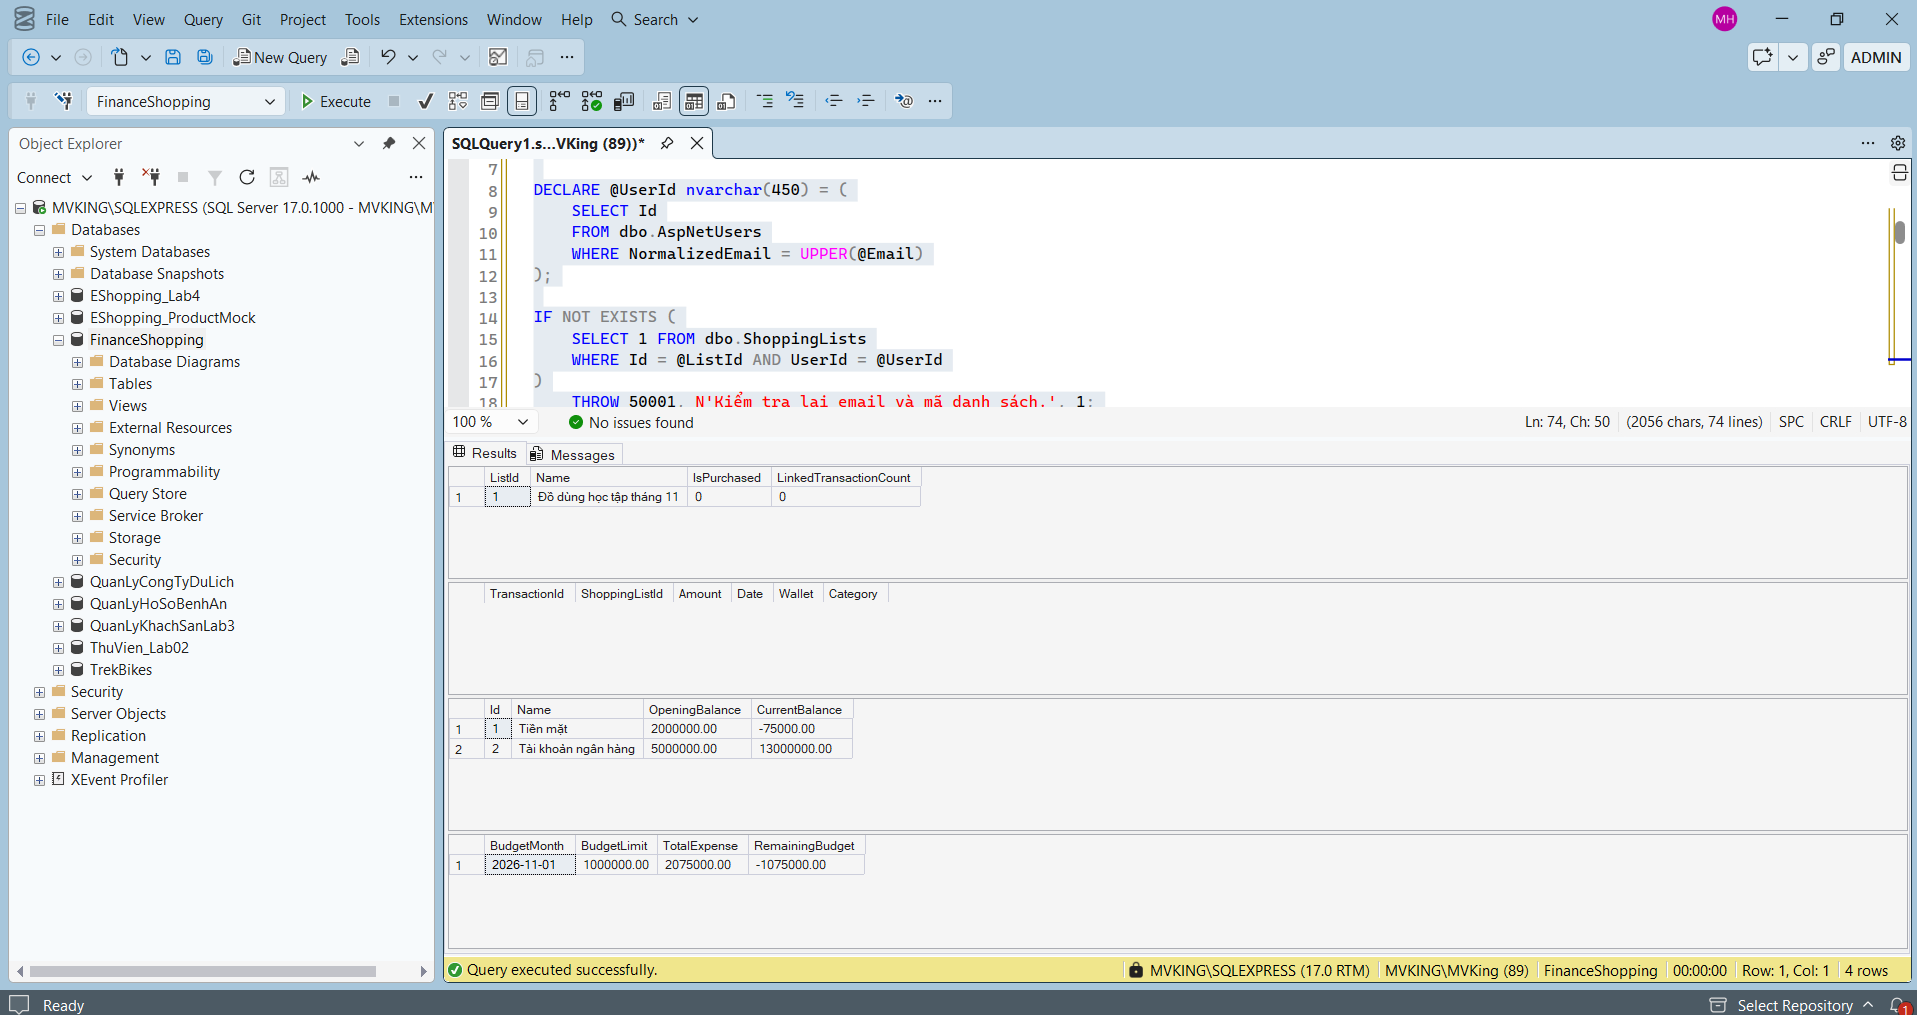 File Edit View Query Git Project Tools Extensions Window Help Search MH
New Query ADMIN
FinanceShopping Execute
Object Explorer
Connect
MVKING\SQLEXPRESS (SQL Server 17.0.1000 - MVKING\M
Databases
System Databases
Database Snapshots
EShopping_Lab4
EShopping_ProductMock
FinanceShopping
Database Diagrams
Tables
Views
External Resources
Synonyms
Programmability
Query Store
Service Broker
Storage
Security
QuanLyCongTyDuLich
QuanLyHoSoBenhAn
QuanLyKhachSanLab3
ThuVien_Lab02
TrekBikes
Security
Server Objects
Replication
Management
XEvent Profiler
SQLQuery1.s...VKing (89))*
7
8 DECLARE @UserId nvarchar(450) = (
9 SELECT Id
10 FROM dbo.AspNetUsers
11 WHERE NormalizedEmail = UPPER(@Email)
12 );
13
14 IF NOT EXISTS (
15 SELECT 1 FROM dbo.ShoppingLists
16 WHERE Id = @ListId AND UserId = @UserId
17 )
18 THROW 50001, N'Kiểm tra lại email và mã danh sách.', 1;
100 % No issues found Ln: 74, Ch: 50 (2056 chars, 74 lines) SPC CRLF UTF-8
Results Messages
ListId Name IsPurchased LinkedTransactionCount
1 1 Đồ dùng học tập tháng 11 0 0
TransactionId ShoppingListId Amount Date Wallet Category
Id Name OpeningBalance CurrentBalance
1 1 Tiền mặt 2000000.00 -75000.00
2 2 Tài khoản ngân hàng 5000000.00 13000000.00
BudgetMonth BudgetLimit TotalExpense RemainingBudget
1 2026-11-01 1000000.00 2075000.00 -1075000.00
Query executed successfully. MVKING\SQLEXPRESS (17.0 RTM) MVKING\MVKing (89) FinanceShopping 00:00:00 Row: 1, Col: 1 4 rows
Ready Select Repository 1